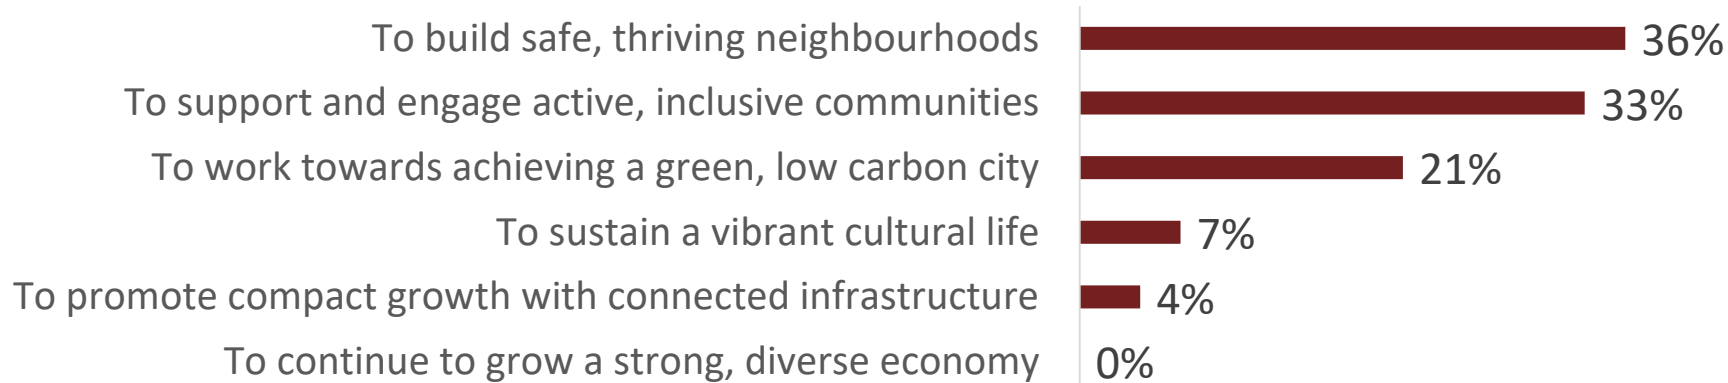 To build safe, thriving neighbourhoods 36%
To support and engage active, inclusive communities 33%
To work towards achieving a green, low carbon city 21%
To sustain a vibrant cultural life 7%
To promote compact growth with connected infrastructure 4%
To continue to grow a strong, diverse economy 0%